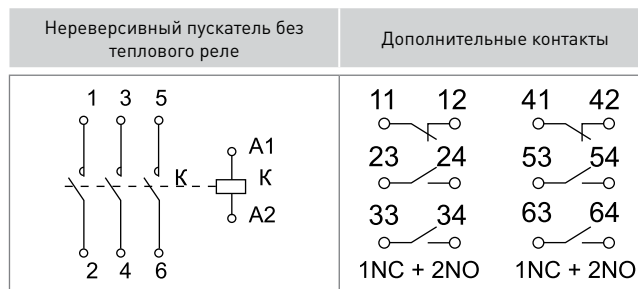 Нереверсивный пускатель без
теплового реле
Дополнительные контакты
1 3 5
A1
K K
A2
2 4 6
11 12 41 42
23 24 53 54
33 34 63 64
1NC + 2NO 1NC + 2NO